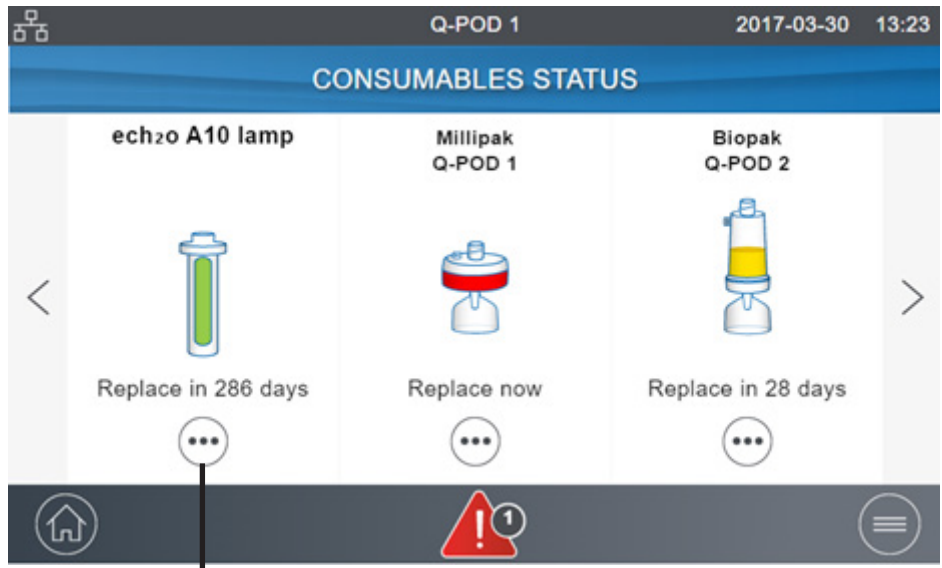 Q-POD 1 2017-03-30 13:23
CONSUMABLES STATUS
ech₂o A10 lamp
Millipak
Q-POD 1
Biopak
Q-POD 2
Replace in 286 days
Replace now
Replace in 28 days
1